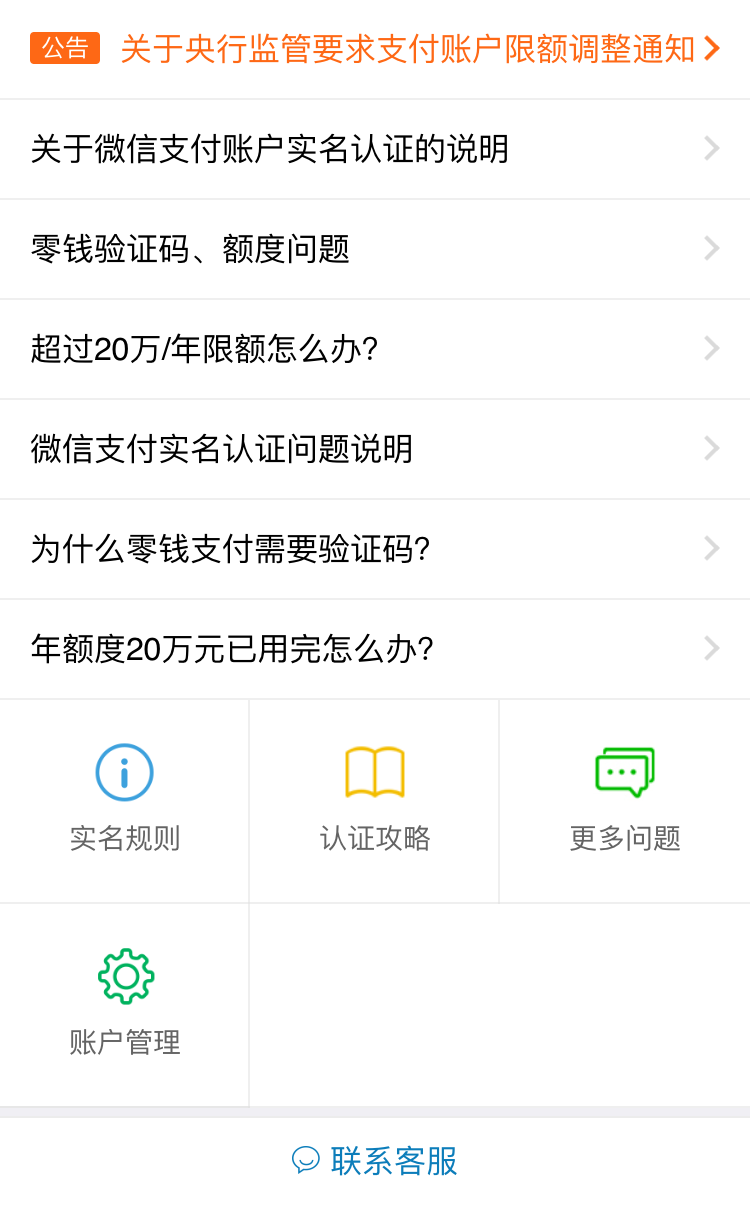 公告 关于央行监管要求支付账户限额调整通知
关于微信支付账户实名认证的说明
零钱验证码、额度问题
超过20万/年限额怎么办?
微信支付实名认证问题说明
为什么零钱支付需要验证码?
年额度20万元已用完怎么办?
实名规则 认证攻略 更多问题
账户管理
联系客服